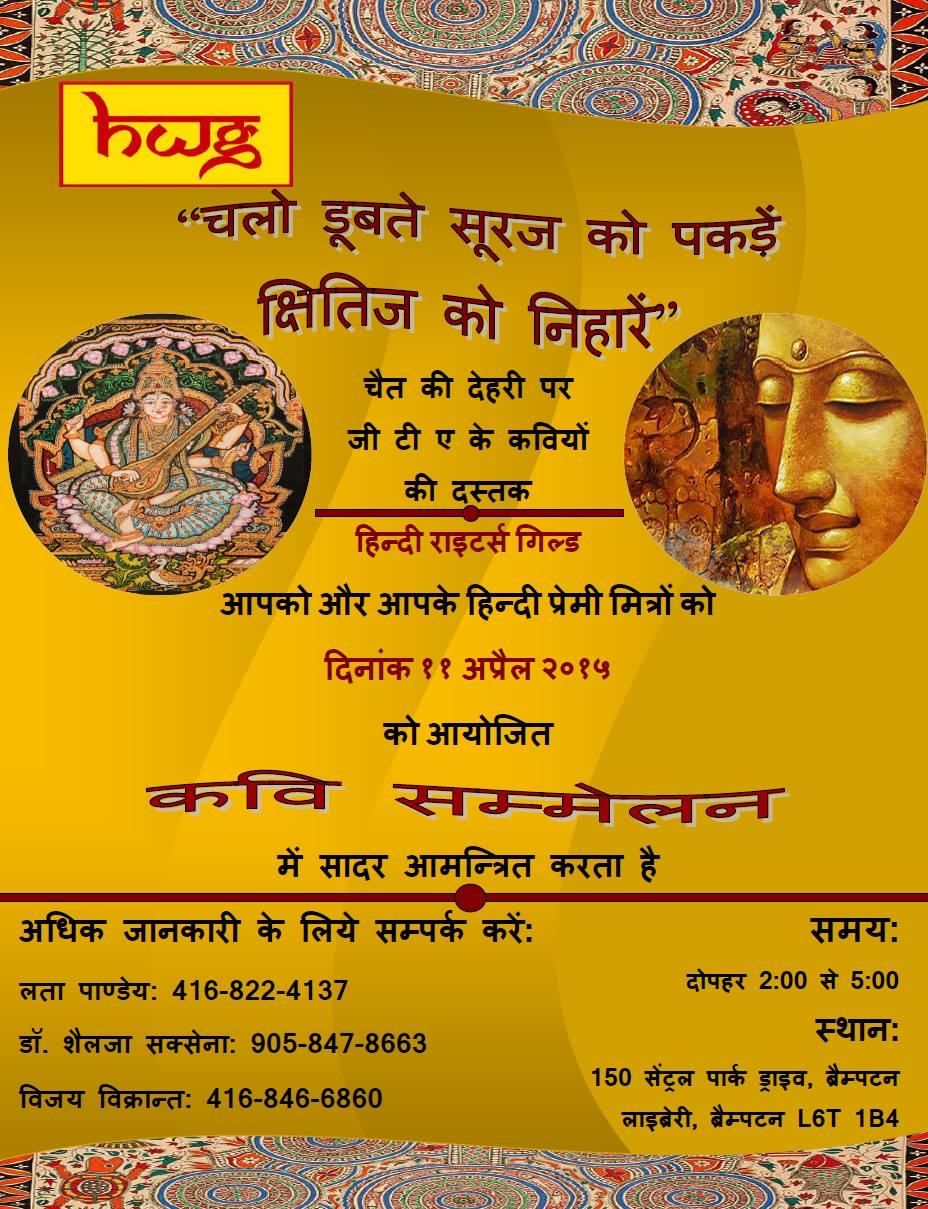 hwg
“चलो डूबते सूरज को पकड़ें
क्षितिज को निहारें”
चैत की देहरी पर
जी टी ए के कवियों
की दस्तक
हिन्दी राइटर्स गिल्ड
आपको और आपके हिन्दी प्रेमी मित्रों को
दिनांक ११ अप्रैल २०१५
को आयोजित
कवि सम्मेलन
में सादर आमन्त्रित करता है
अधिक जानकारी के लिये सम्पर्क करें:
लता पाण्डेय: 416-822-4137
डॉ. शैलजा सक्सेना: 905-847-8663
विजय विक्रान्त: 416-846-6860
समय:
दोपहर 2:00 से 5:00
स्थान:
150 सेंट्रल पार्क ड्राइव, ब्रैम्पटन
लाइब्रेरी, ब्रैम्पटन L6T 1B4